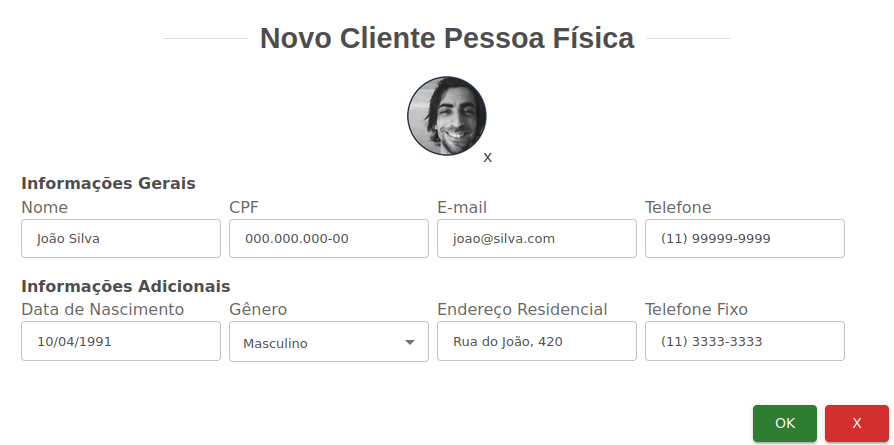 Novo Cliente Pessoa Física
x
Informações Gerais
Nome CPF E-mail Telefone
João Silva 000.000.000-00 joao@silva.com (11) 99999-9999
Informações Adicionais
Data de Nascimento Gênero Endereço Residencial Telefone Fixo
10/04/1991 Masculino Rua do João, 420 (11) 3333-3333
OK X